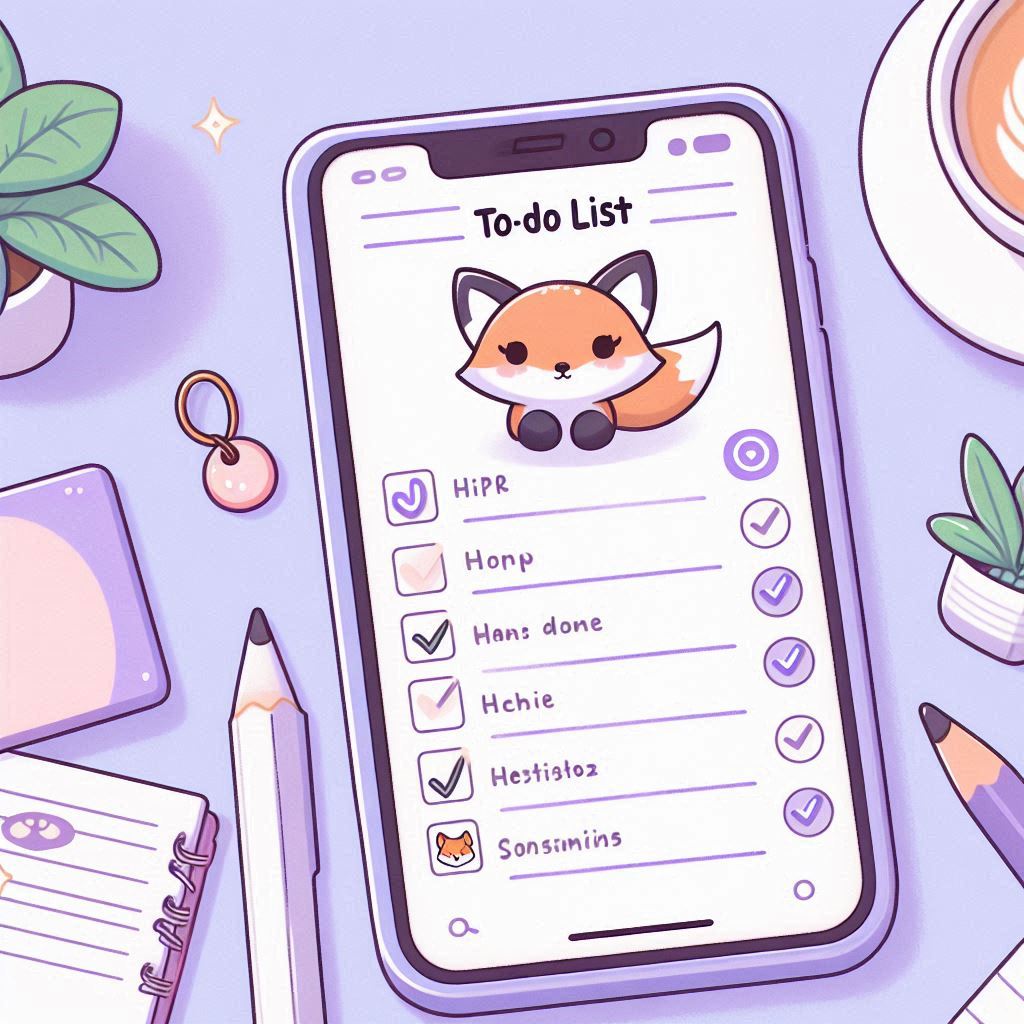 To-do List
HiPR
Honp
Hans done
Hchie
Hestistoz
Sonsimins